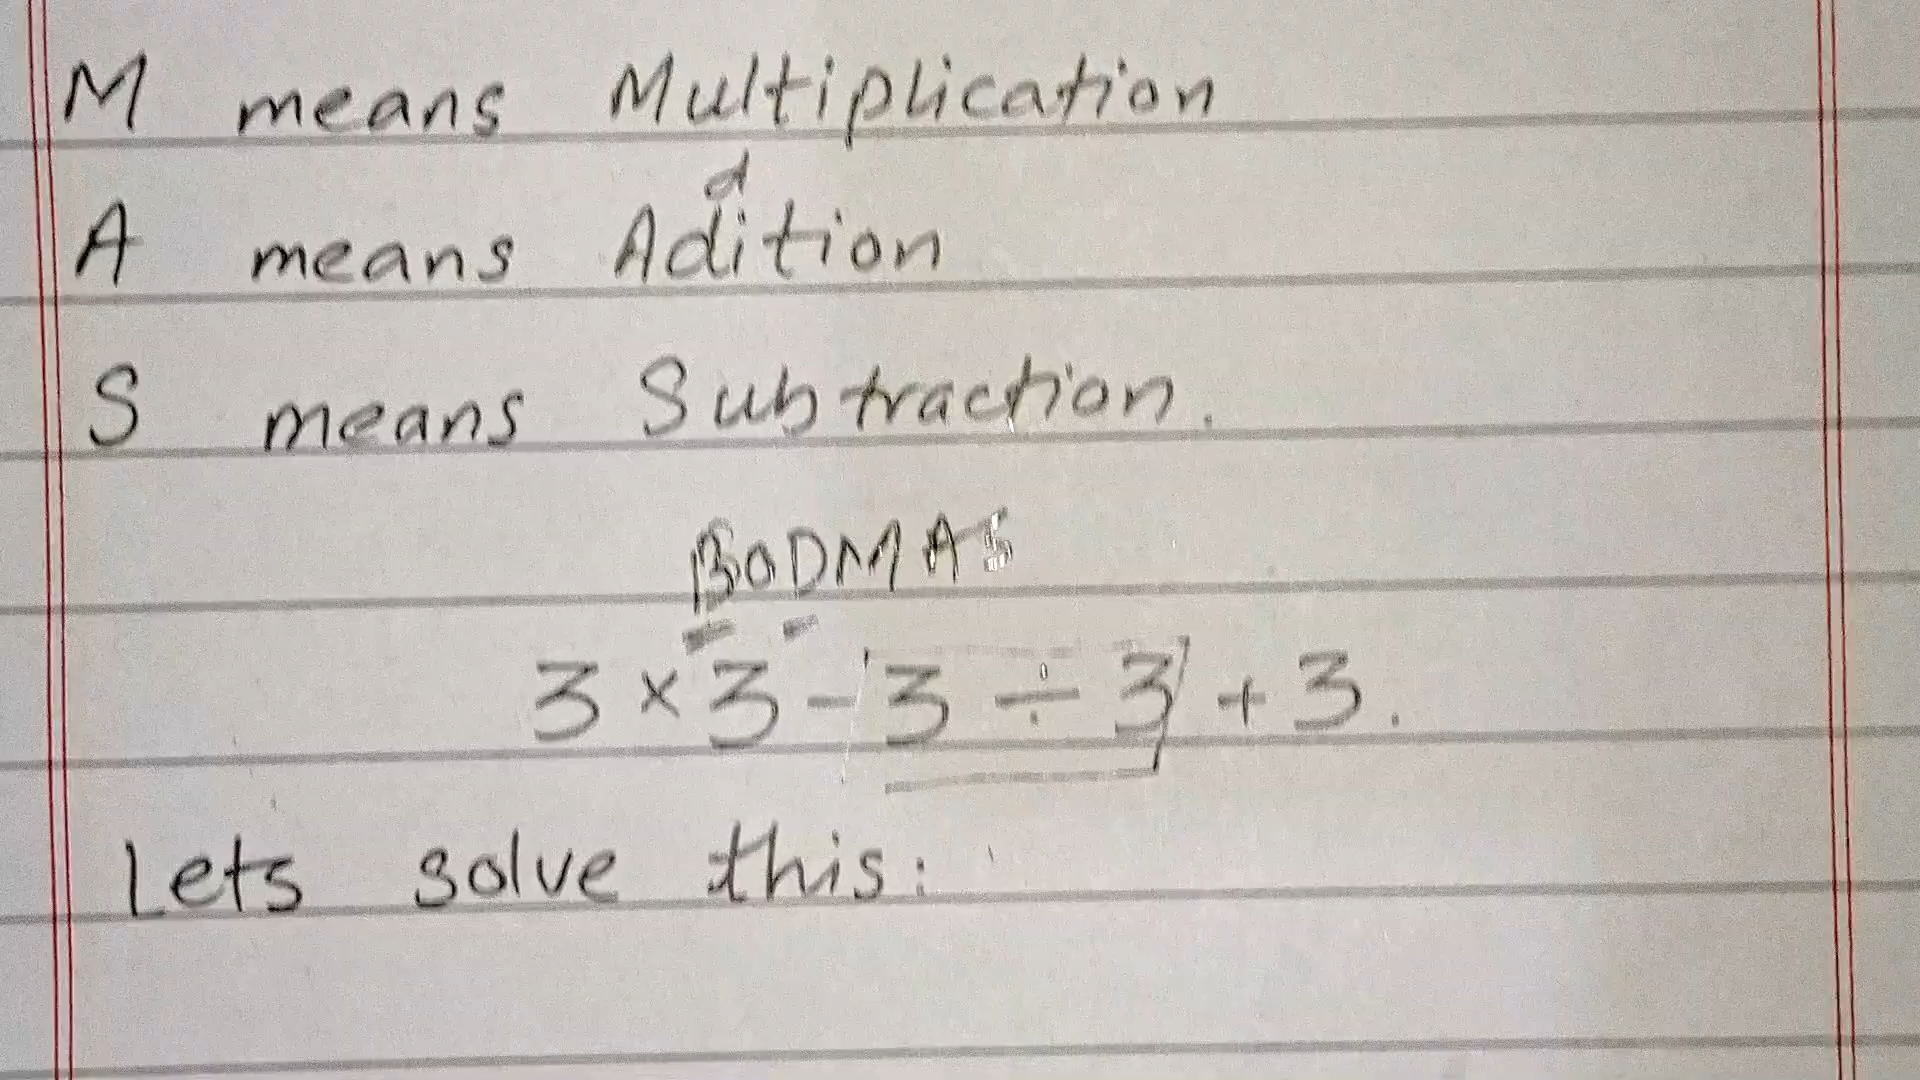 M means Multiplication
d
A means Adition
S means Subtraction.
BODMAS
3 × 3 - 3 ÷ 3 + 3.
Lets solve this: